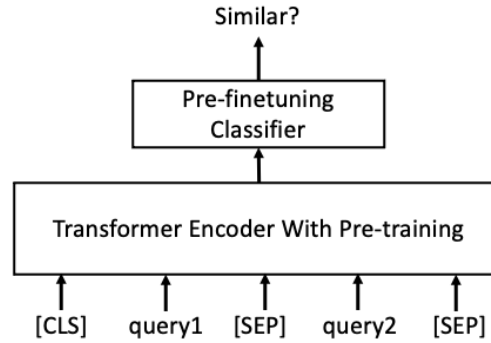 Similar?
Pre-finetuning
Classifier
Transformer Encoder With Pre-training
[CLS] query1 [SEP] query2 [SEP]